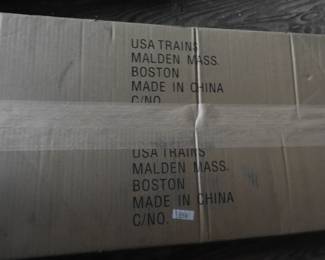 USA TRAINS
MALDEN MASS.
BOSTON
MADE IN CHINA
C/NO.
USA TRAINS
MALDEN MASS.
BOSTON
MADE IN CHINA
C/NO.